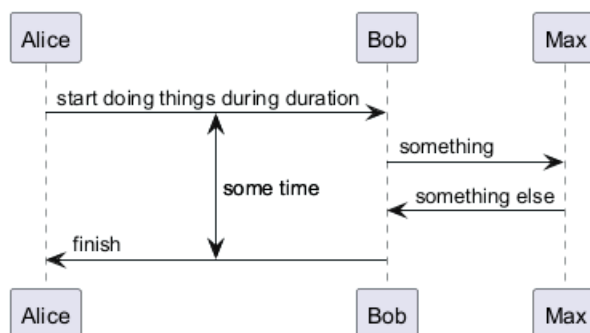 Alice
Bob
Max
start doing things during duration
something
some time
something else
finish
Alice
Bob
Max